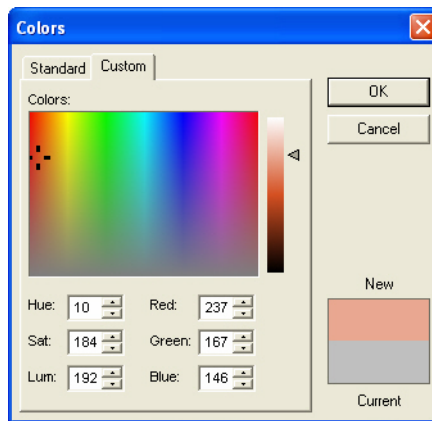 Colors
Standard Custom
OK
Colors:
Cancel
Hue: 10 Red: 237
Sat: 184 Green: 167
Lum: 192 Blue: 146
New
Current